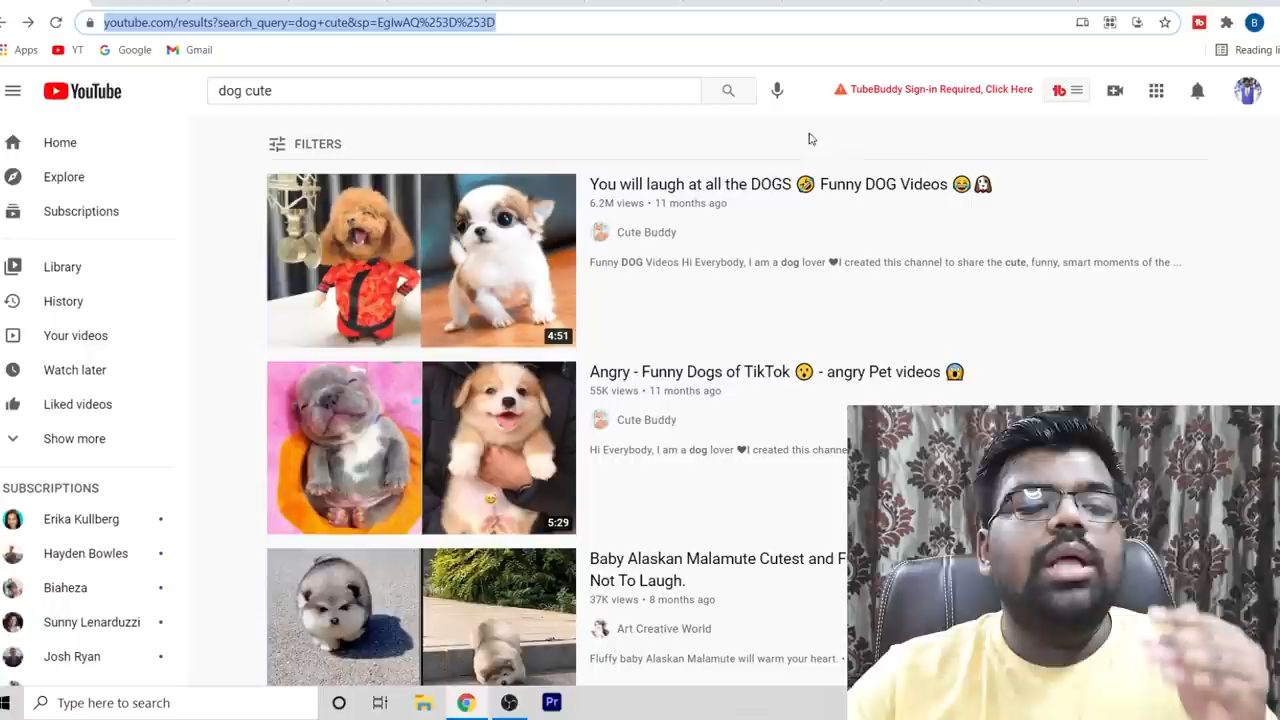 youtube.com/results?search_query=dog+cute&sp=EgIwAQ%253D%253D
B
Apps YT Google Gmail Reading li
YouTube
dog cute
TubeBuddy Sign-in Required, Click Here
tb
FILTERS
Home
Explore
Subscriptions
Library
History
Your videos
Watch later
Liked videos
Show more
SUBSCRIPTIONS
Erika Kullberg
Hayden Bowles
Biaheza
Sunny Lenarduzzi
Josh Ryan
You will laugh at all the DOGS 🤣 Funny DOG Videos 😂🐶
6.2M views • 11 months ago
Cute Buddy
Funny DOG Videos Hi Everybody, I am a dog lover ❤I created this channel to share the cute, funny, smart moments of the ...
4:51
Angry - Funny Dogs of TikTok 😮 - angry Pet videos 😱
55K views • 11 months ago
Cute Buddy
Hi Everybody, I am a dog lover ❤I created this channe
5:29
Baby Alaskan Malamute Cutest and F
Not To Laugh.
37K views • 8 months ago
Art Creative World
Fluffy baby Alaskan Malamute will warm your heart. •
Type here to search
Pr